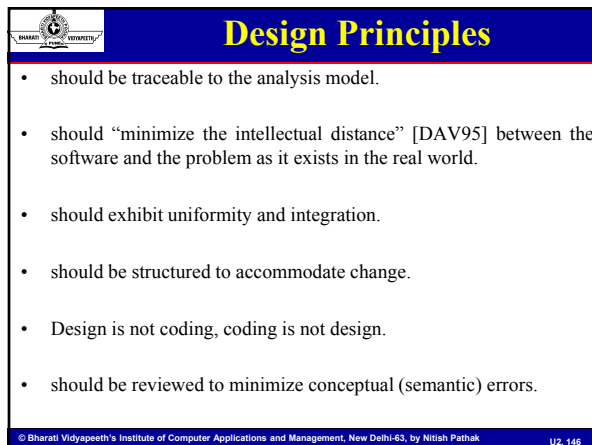 BHARATI VIDYAPEETH
PUNE
Design Principles
• should be traceable to the analysis model.
• should “minimize the intellectual distance” [DAV95] between the
software and the problem as it exists in the real world.
• should exhibit uniformity and integration.
• should be structured to accommodate change.
• Design is not coding, coding is not design.
• should be reviewed to minimize conceptual (semantic) errors.
© Bharati Vidyapeeth’s Institute of Computer Applications and Management, New Delhi-63, by Nitish Pathak
U2. 146